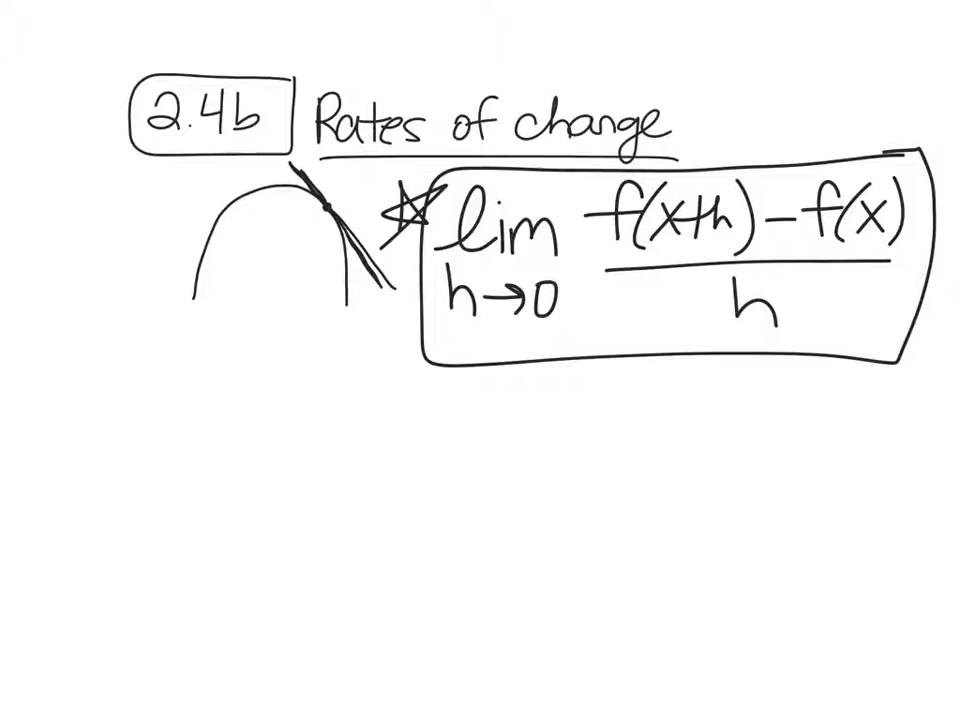 2.4b Rates of change
lim f(x+h) - f(x)
h→0 h